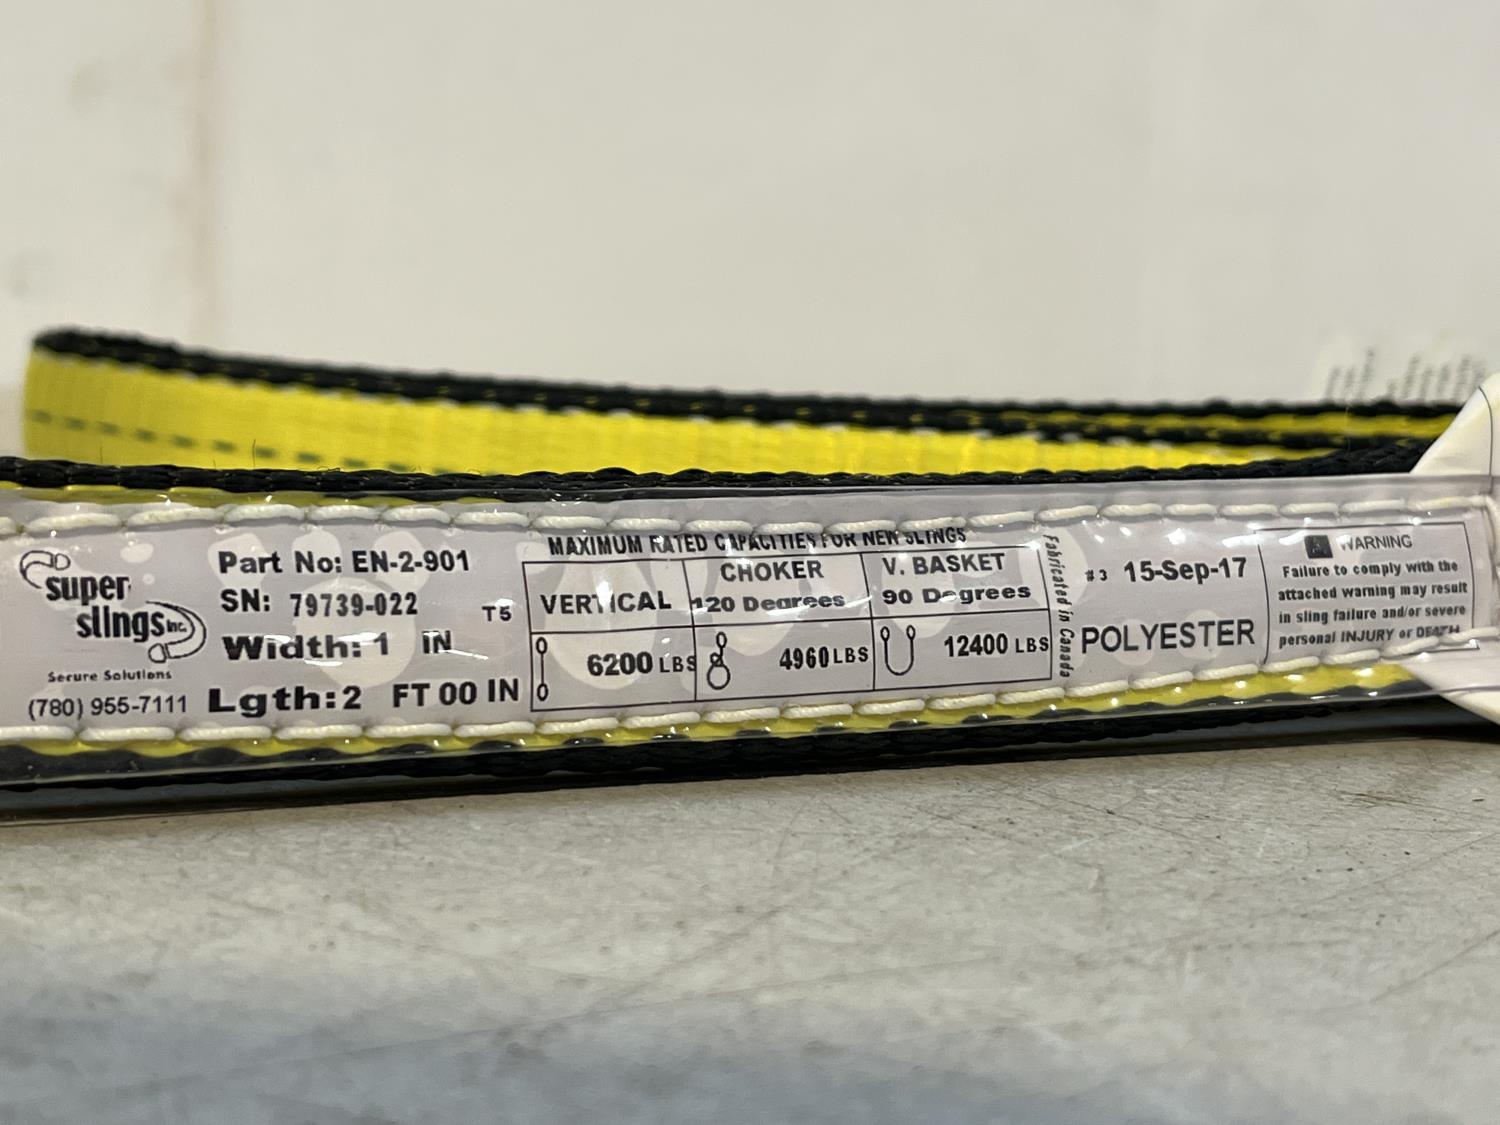 super
slings Inc.
Secure Solutions
(780) 955-7111
Part No: EN-2-901
SN: 79739-022
T5
Width: 1 IN
Lgth: 2 FT 00 IN
MAXIMUM RATED CAPACITIES FOR NEW SLINGS
VERTICAL
6200 LBS
CHOKER
120 Degrees
4960 LBS
V. BASKET
90 Degrees
12400 LBS
Fabricated in Canada
#3 15-Sep-17
POLYESTER
WARNING
Failure to comply with the
attached warning may result
in sling failure and/or severe
personal INJURY or DEATH